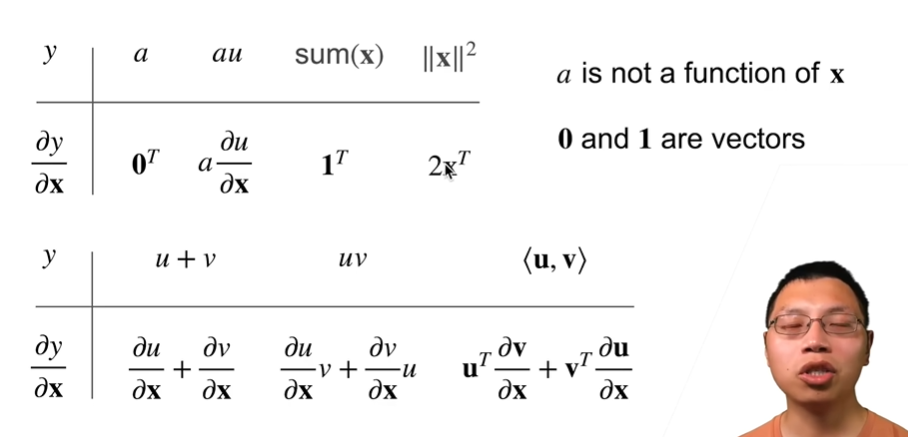 y a au sum(x) ‖x‖²
a is not a function of x
∂y/∂x 0ᵀ a ∂u/∂x 1ᵀ 2xᵀ
0 and 1 are vectors
y u + v uv ⟨u, v⟩
∂y/∂x ∂u/∂x + ∂v/∂x ∂u/∂x v + ∂v/∂x u uᵀ ∂v/∂x + vᵀ ∂u/∂x